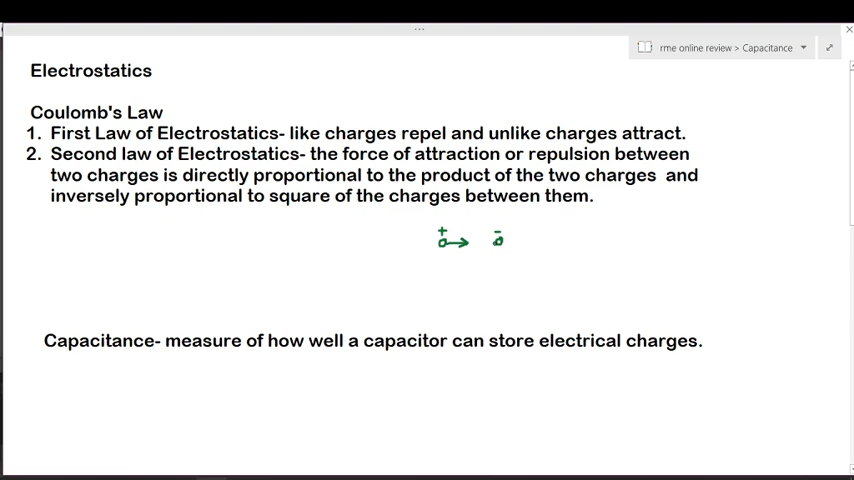 rme online review > Capacitance
Electrostatics
Coulomb's Law
1. First Law of Electrostatics- like charges repel and unlike charges attract.
2. Second law of Electrostatics- the force of attraction or repulsion between
two charges is directly proportional to the product of the two charges and
inversely proportional to square of the charges between them.
+ -
Capacitance- measure of how well a capacitor can store electrical charges.